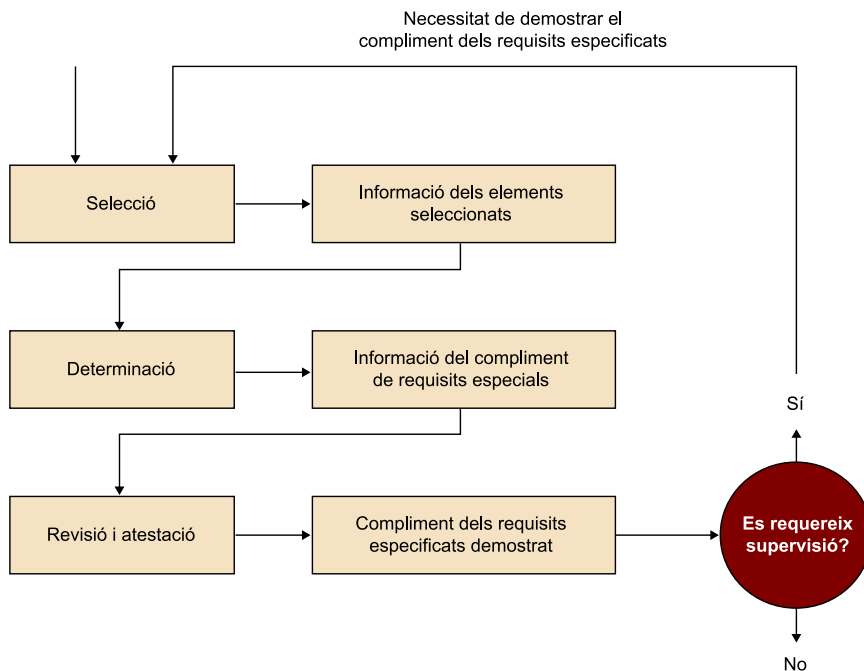 Necessitat de demostrar el
compliment dels requisits especificats
Selecció
Informació dels elements
seleccionats
Determinació
Informació del compliment
de requisits especials
Sí
Revisió i atestació
Compliment dels requisits
especificats demostrat
Es requereix
supervisió?
No